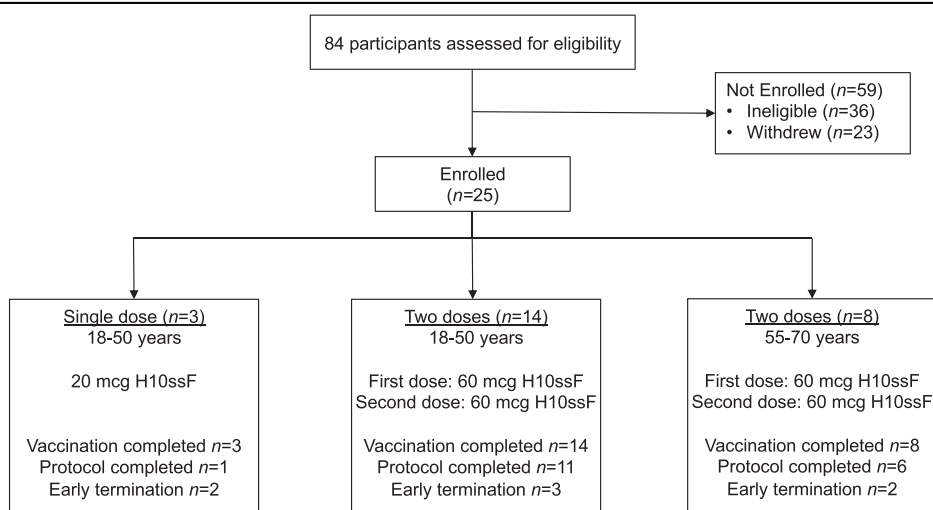 84 participants assessed for eligibility
Not Enrolled (n=59)
• Ineligible (n=36)
• Withdrew (n=23)
Enrolled
(n=25)
Single dose (n=3)
18-50 years
20 mcg H10ssF
Vaccination completed n=3
Protocol completed n=1
Early termination n=2
Two doses (n=14)
18-50 years
First dose: 60 mcg H10ssF
Second dose: 60 mcg H10ssF
Vaccination completed n=14
Protocol completed n=11
Early termination n=3
Two doses (n=8)
55-70 years
First dose: 60 mcg H10ssF
Second dose: 60 mcg H10ssF
Vaccination completed n=8
Protocol completed n=6
Early termination n=2